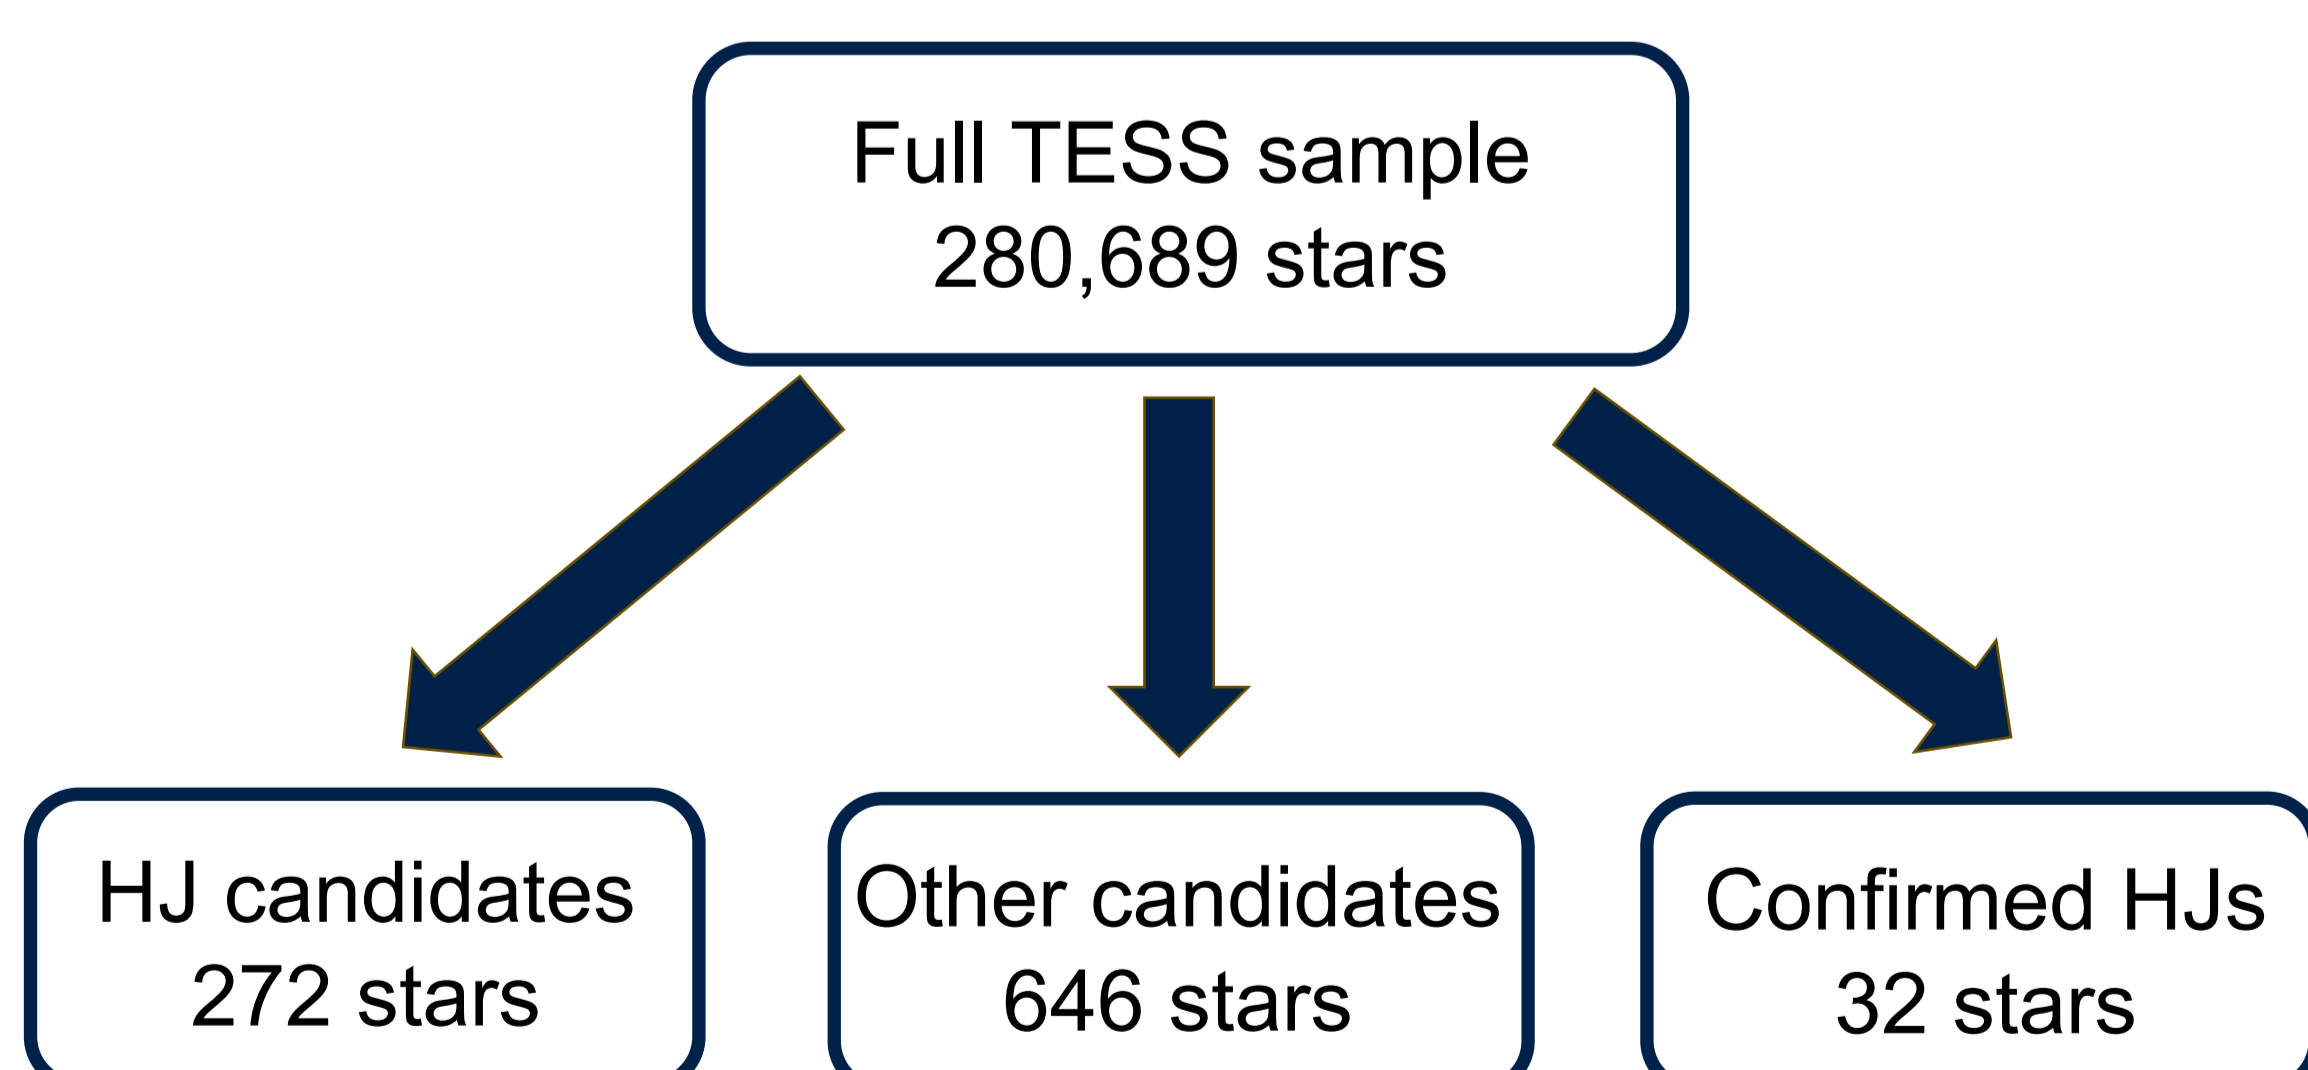 Full TESS sample
280,689 stars
HJ candidates
272 stars
Other candidates
646 stars
Confirmed HJs
32 stars